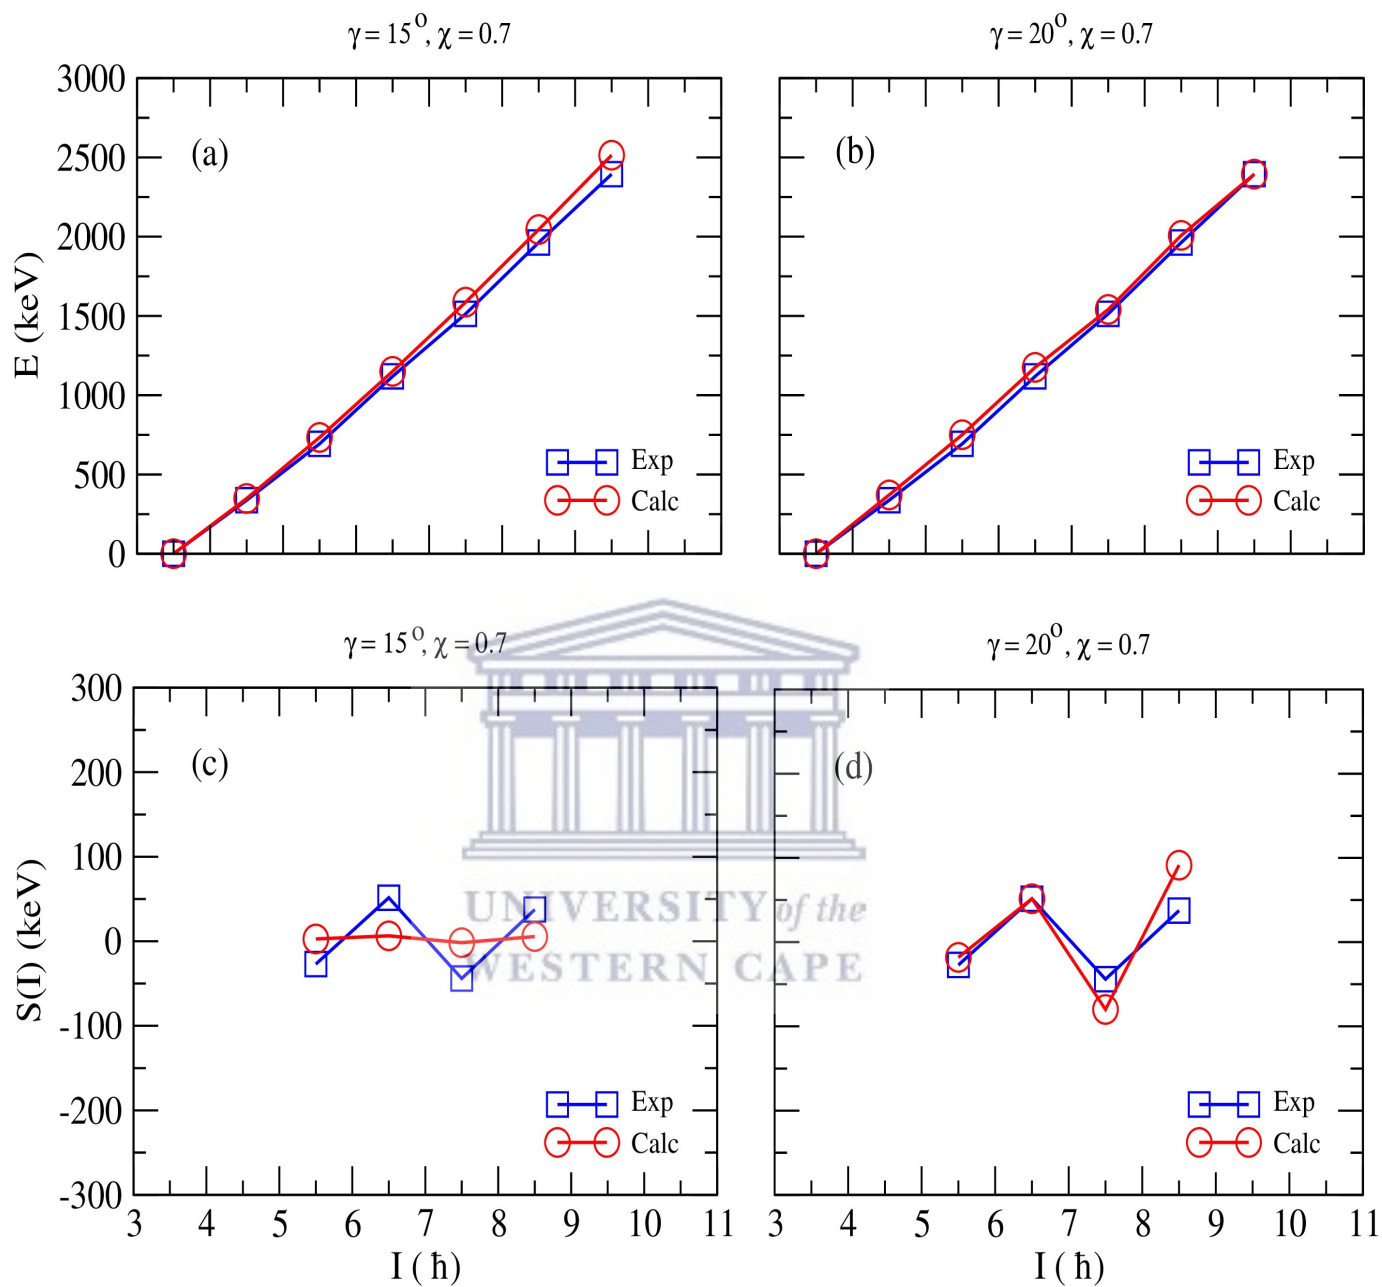 γ = 15°, χ = 0.7
γ = 20°, χ = 0.7
3000
2500
2000
1500
1000
500
0
E (keV)
(a)
(b)
Exp
Calc
Exp
Calc
γ = 15°, χ = 0.7
γ = 20°, χ = 0.7
300
200
100
0
-100
-200
-300
S(I) (keV)
(c)
(d)
UNIVERSITY of the
WESTERN CAPE
Exp
Calc
Exp
Calc
3 4 5 6 7 8 9 10 11
3 4 5 6 7 8 9 10 11
I ( ħ )
I ( ħ )